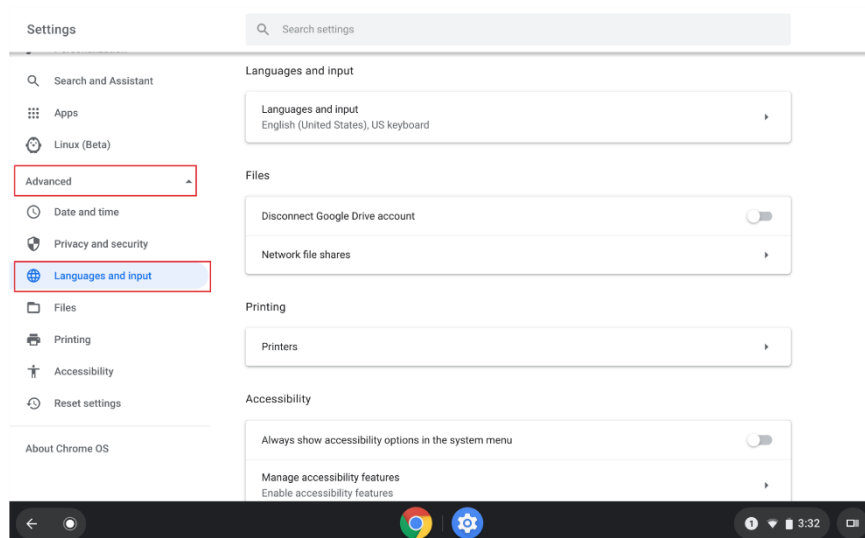 Settings
Search settings
Search and Assistant
Apps
Linux (Beta)
Advanced
Date and time
Privacy and security
Languages and input
Files
Printing
Accessibility
Reset settings
About Chrome OS
Languages and input
Languages and input
English (United States), US keyboard
Files
Disconnect Google Drive account
Network file shares
Printing
Printers
Accessibility
Always show accessibility options in the system menu
Manage accessibility features
Enable accessibility features
1
3:32